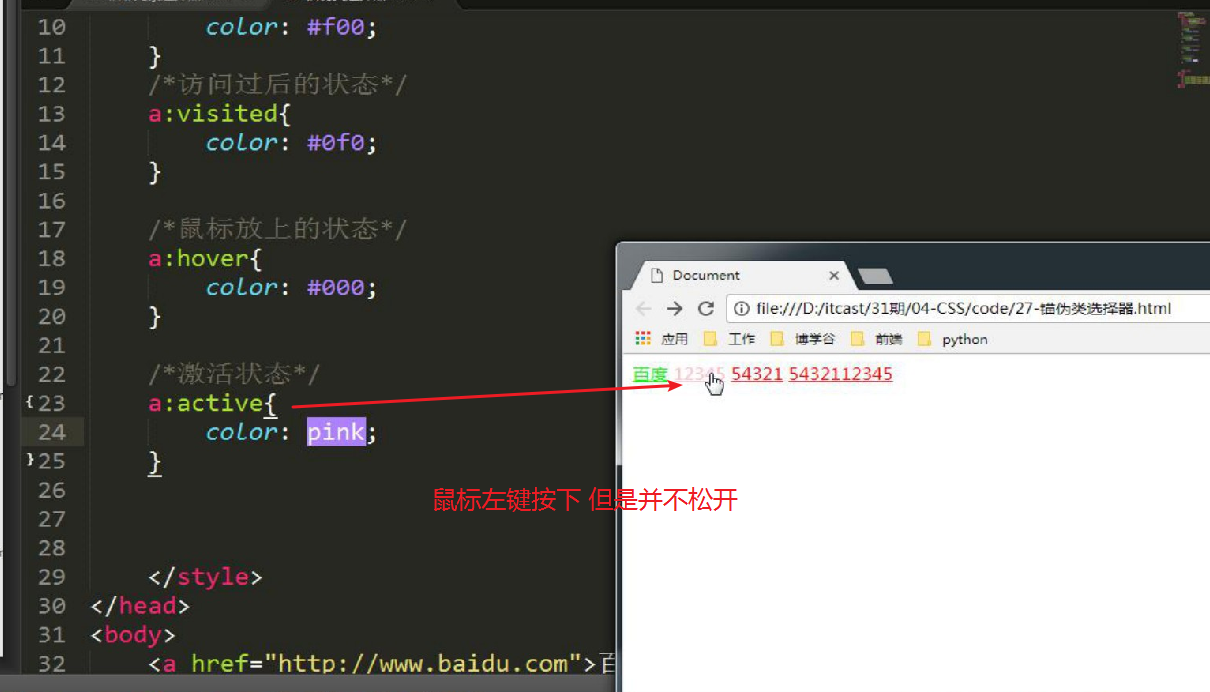 10 color: #f00;
11 }
12 /*访问过后的状态*/
13 a:visited{
14 color: #0f0;
15 }
16
17 /*鼠标放上的状态*/
18 a:hover{
19 color: #000;
20 }
21
22 /*激活状态*/
{23 a:active{
24 color: pink;
}25 }
26
27
28
29 </style>
30 </head>
31 <body>
32 <a href="http://www.baidu.com">百
Document
file:///D:/itcast/31期/04-CSS/code/27-锚伪类选择器.html
应用 工作 博学谷 前端 python
百度 12345 54321 5432112345
鼠标左键按下 但是并不松开